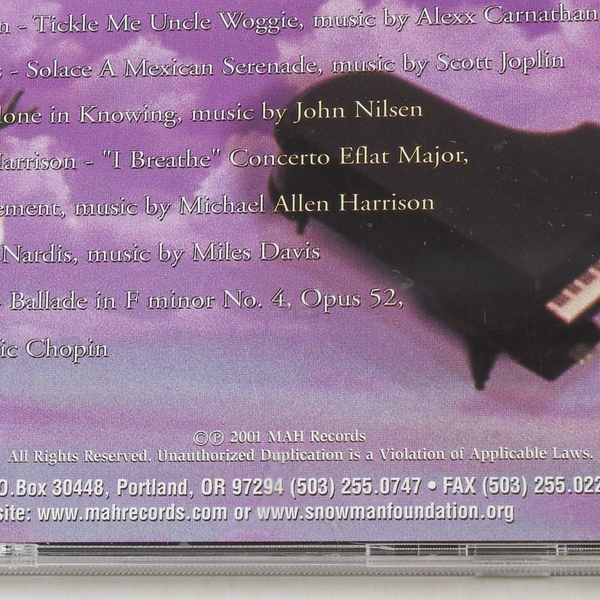 n - Tickle Me Uncle Woggie, music by Alexx Carnathan
s - Solace A Mexican Serenade, music by Scott Joplin
lone in Knowing, music by John Nilsen
Harrison - "I Breathe" Concerto Eflat Major,
ement, music by Michael Allen Harrison
Nardis, music by Miles Davis
- Ballade in F minor No. 4, Opus 52,
ic Chopin
©℗ 2001 MAH Records
All Rights Reserved. Unauthorized Duplication is a Violation of Applicable Laws.
.O.Box 30448, Portland, OR 97294 (503) 255.0747 • FAX (503) 255.022
site: www.mahrecords.com or www.snowmanfoundation.org